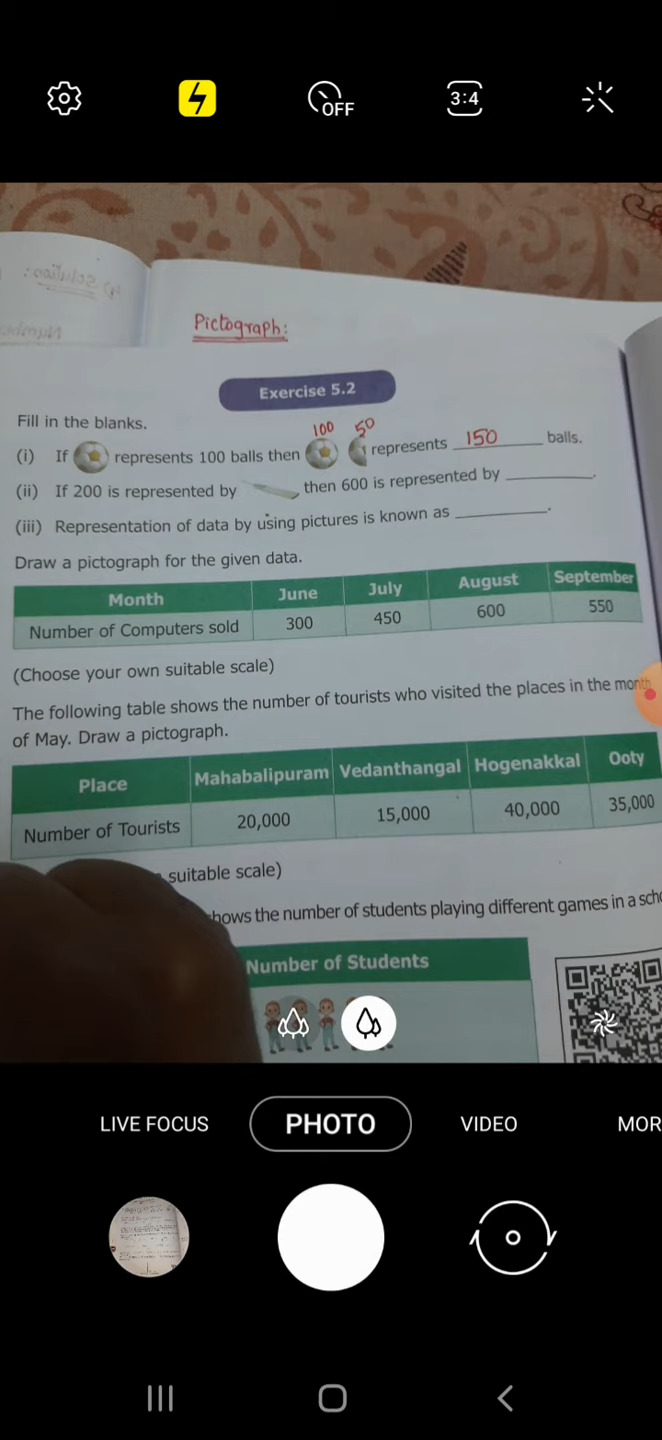 OFF
3:4
Pictograph:
Exercise 5.2
Fill in the blanks.
100 50
(i) If represents 100 balls then represents 150 balls.
(ii) If 200 is represented by then 600 is represented by ________.
(iii) Representation of data by using pictures is known as ________.
Draw a pictograph for the given data.
Month June July August September
Number of Computers sold 300 450 600 550
(Choose your own suitable scale)
The following table shows the number of tourists who visited the places in the month
of May. Draw a pictograph.
Place Mahabalipuram Vedanthangal Hogenakkal Ooty
Number of Tourists 20,000 15,000 40,000 35,000
suitable scale)
hows the number of students playing different games in a scho
Number of Students
LIVE FOCUS PHOTO VIDEO MOR